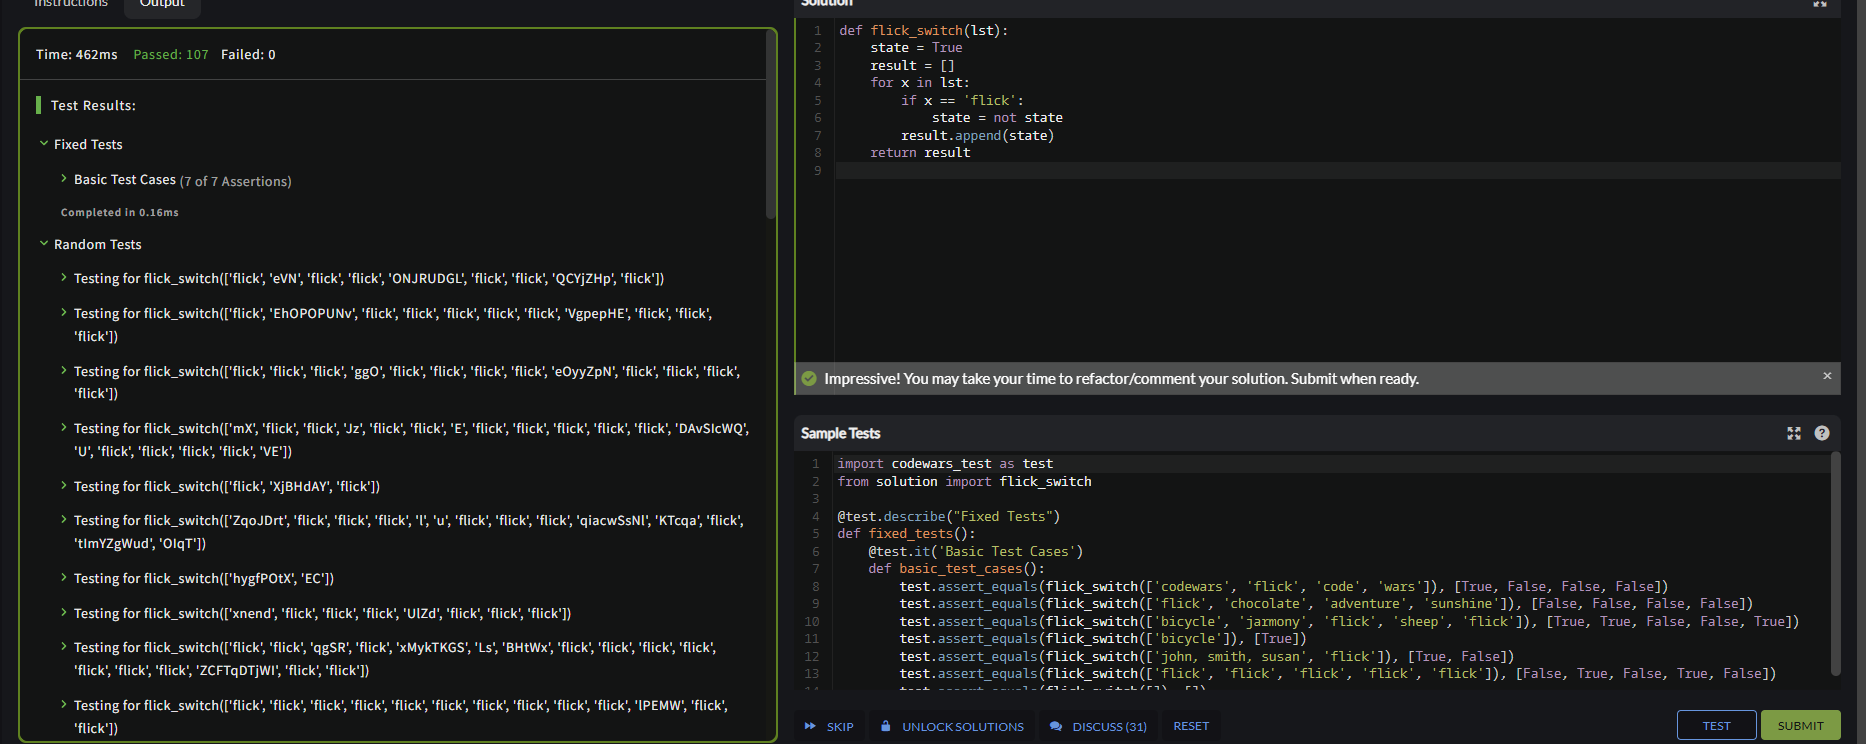 Instructions
Output
Time: 462ms Passed: 107 Failed: 0
Test Results:
Fixed Tests
Basic Test Cases (7 of 7 Assertions)
Completed in 0.16ms
Random Tests
Testing for flick_switch(['flick', 'eVN', 'flick', 'flick', 'ONJRUDGL', 'flick', 'flick', 'QCYjZHp', 'flick'])
Testing for flick_switch(['flick', 'EhOPOPUNv', 'flick', 'flick', 'flick', 'flick', 'flick', 'VgpepHE', 'flick', 'flick',
'flick'])
Testing for flick_switch(['flick', 'flick', 'flick', 'ggO', 'flick', 'flick', 'flick', 'flick', 'eOyyZpN', 'flick', 'flick', 'flick',
'flick'])
Testing for flick_switch(['mX', 'flick', 'flick', 'Jz', 'flick', 'flick', 'E', 'flick', 'flick', 'flick', 'flick', 'flick', 'DAvSIcWQ',
'U', 'flick', 'flick', 'flick', 'flick', 'VE'])
Testing for flick_switch(['flick', 'XjBHdAY', 'flick'])
Testing for flick_switch(['ZqoJDrt', 'flick', 'flick', 'flick', 'l', 'u', 'flick', 'flick', 'flick', 'qiacwSsNl', 'KTcqa', 'flick',
'tImYZgWud', 'OIqT'])
Testing for flick_switch(['hygfPOtX', 'EC'])
Testing for flick_switch(['xnend', 'flick', 'flick', 'flick', 'UlZd', 'flick', 'flick', 'flick'])
Testing for flick_switch(['flick', 'flick', 'qgSR', 'flick', 'xMykTKGS', 'Ls', 'BHtWx', 'flick', 'flick', 'flick', 'flick',
'flick', 'flick', 'flick', 'ZCFTqDTjWI', 'flick', 'flick'])
Testing for flick_switch(['flick', 'flick', 'flick', 'flick', 'flick', 'flick', 'flick', 'flick', 'flick', 'flick', 'lPEMW', 'flick',
'flick'])
Solution
1 def flick_switch(lst):
2 state = True
3 result = []
4 for x in lst:
5 if x == 'flick':
6 state = not state
7 result.append(state)
8 return result
9
Impressive! You may take your time to refactor/comment your solution. Submit when ready.
Sample Tests
1 import codewars_test as test
2 from solution import flick_switch
3
4 @test.describe("Fixed Tests")
5 def fixed_tests():
6 @test.it('Basic Test Cases')
7 def basic_test_cases():
8 test.assert_equals(flick_switch(['codewars', 'flick', 'code', 'wars']), [True, False, False, False])
9 test.assert_equals(flick_switch(['flick', 'chocolate', 'adventure', 'sunshine']), [False, False, False, False])
10 test.assert_equals(flick_switch(['bicycle', 'jarmony', 'flick', 'sheep', 'flick']), [True, True, False, False, True])
11 test.assert_equals(flick_switch(['bicycle']), [True])
12 test.assert_equals(flick_switch(['john, smith, susan', 'flick']), [True, False])
13 test.assert_equals(flick_switch(['flick', 'flick', 'flick', 'flick', 'flick']), [False, True, False, True, False])
14 test.assert_equals(flick_switch([]), [])
SKIP UNLOCK SOLUTIONS DISCUSS (31) RESET TEST SUBMIT